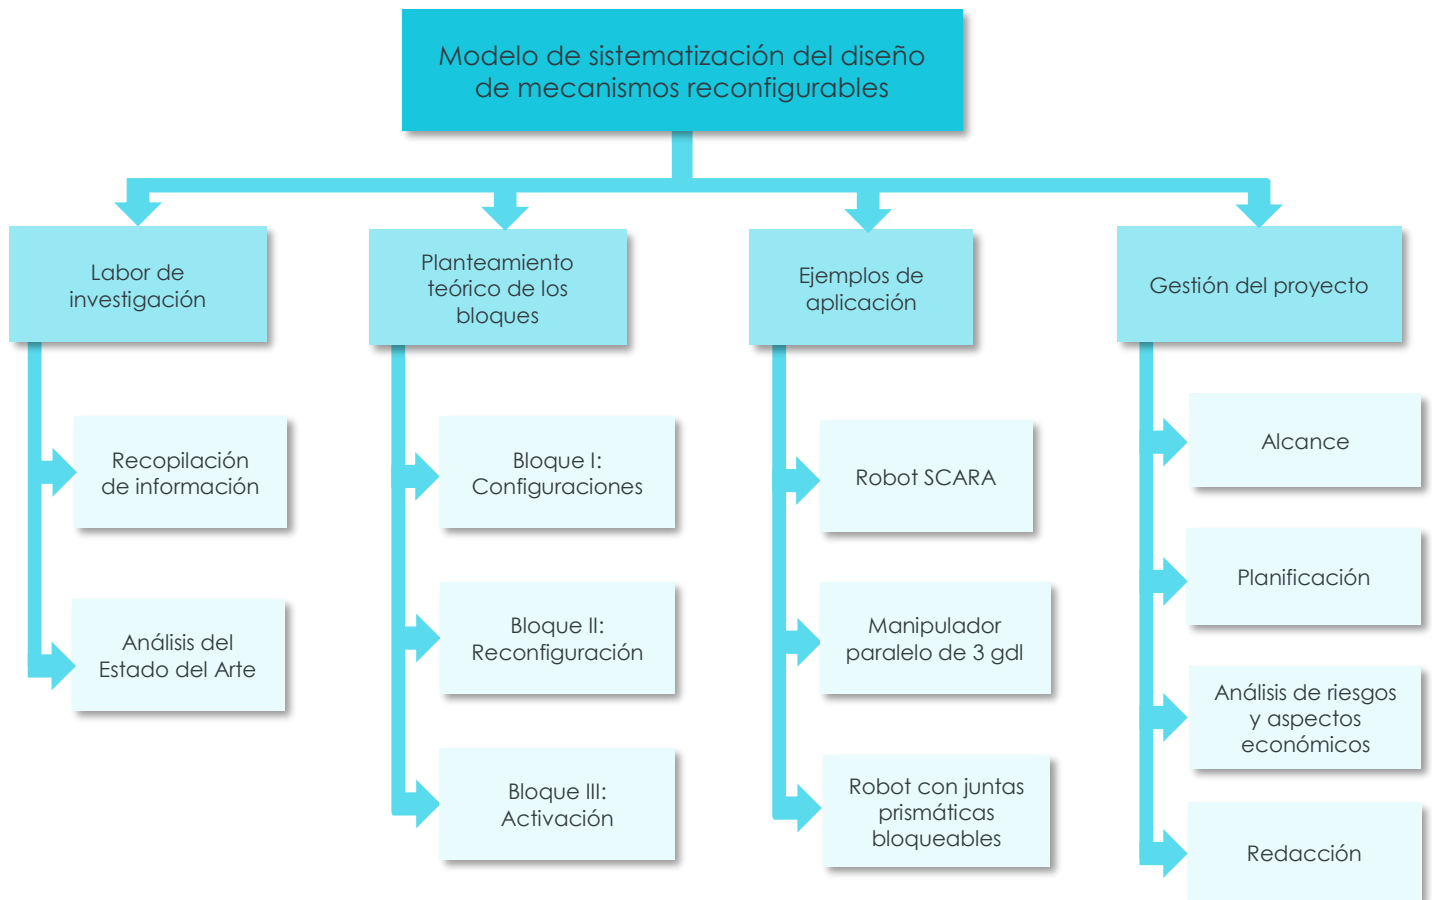 Modelo de sistematización del diseño
de mecanismos reconfigurables
Labor de
investigación
Recopilación
de información
Análisis del
Estado del Arte
Planteamiento
teórico de los
bloques
Bloque I:
Configuraciones
Bloque II:
Reconfiguración
Bloque III:
Activación
Ejemplos de
aplicación
Robot SCARA
Manipulador
paralelo de 3 gdl
Robot con juntas
prismáticas
bloqueables
Gestión del proyecto
Alcance
Planificación
Análisis de riesgos
y aspectos
económicos
Redacción